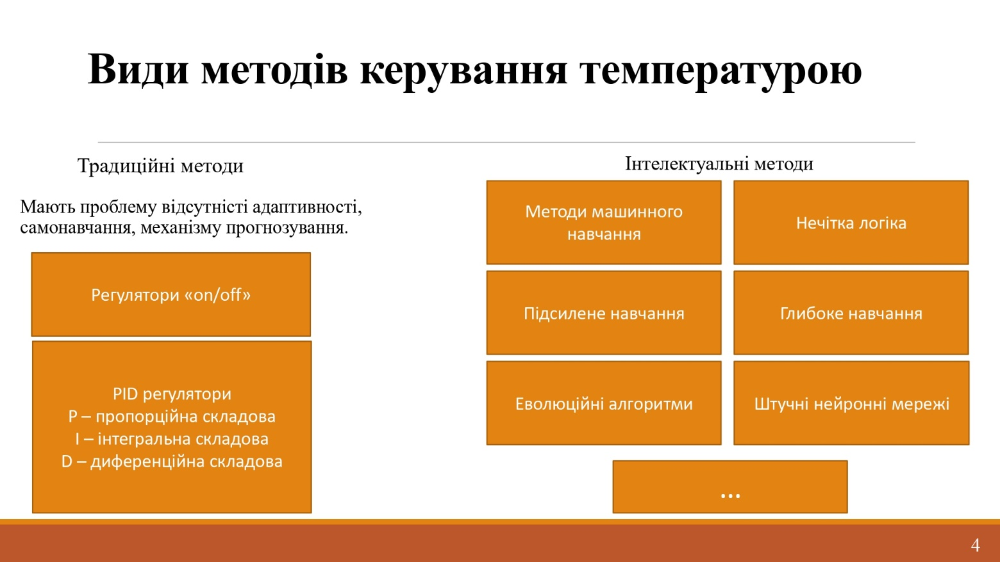 Види методів керування температурою
Традиційні методи
Мають проблему відсутністі адаптивності,
самонавчання, механізму прогнозування.
Регулятори «on/off»
PID регулятори
P – пропорційна складова
I – інтегральна складова
D – диференційна складова
Інтелектуальні методи
Методи машинного
навчання
Нечітка логіка
Підсилене навчання
Глибоке навчання
Еволюційні алгоритми
Штучні нейронні мережі
...
4